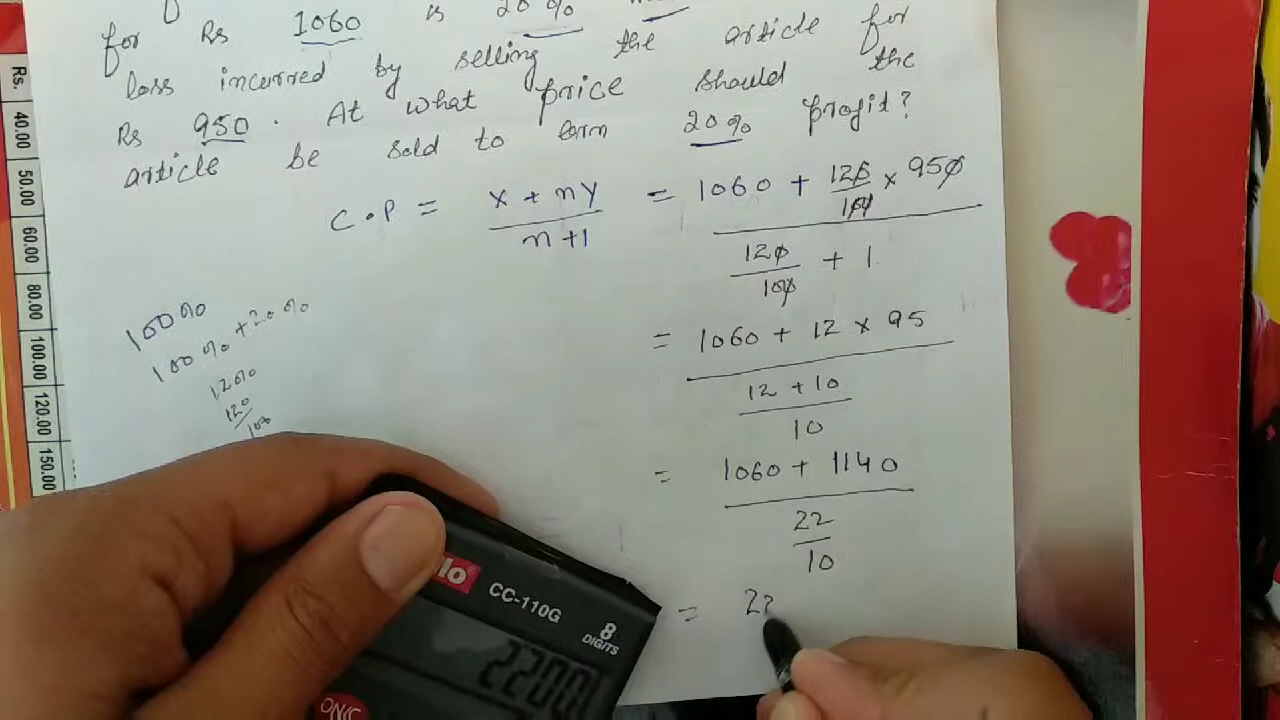 for Rs 1060 is 20%
loss incurred by selling the article for
Rs 950. At what price should the
article be sold to earn 20% profit?
C.P = x + ny / n+1 = 1060 + 120/100 × 950 / 120/100 + 1
= 1060 + 12 × 95 / 12 + 10 / 10
= 1060 + 1140 / 22 / 10
= 22
100%
100% + 20%
120%
120/100
Rs.
40.00
50.00
60.00
80.00
100.00
120.00
150.00
CC-110G
8
DIGITS
2200
ON/C